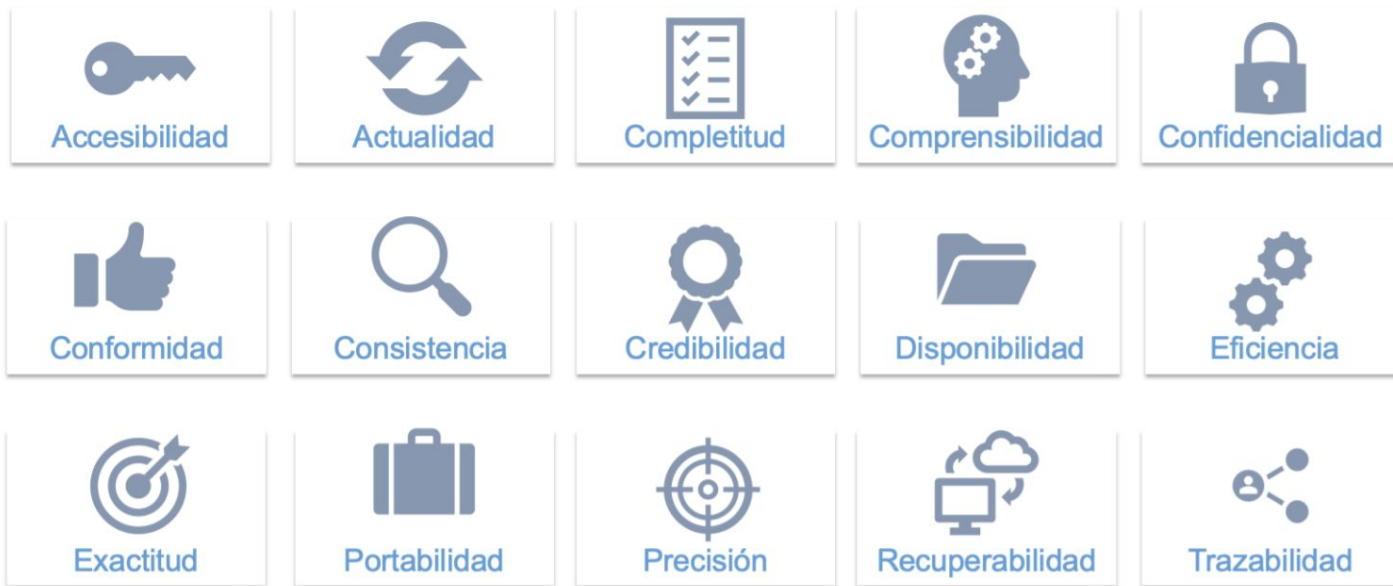 Accesibilidad
Actualidad
Completitud
Comprensibilidad
Confidencialidad
Conformidad
Consistencia
Credibilidad
Disponibilidad
Eficiencia
Exactitud
Portabilidad
Precisión
Recuperabilidad
Trazabilidad